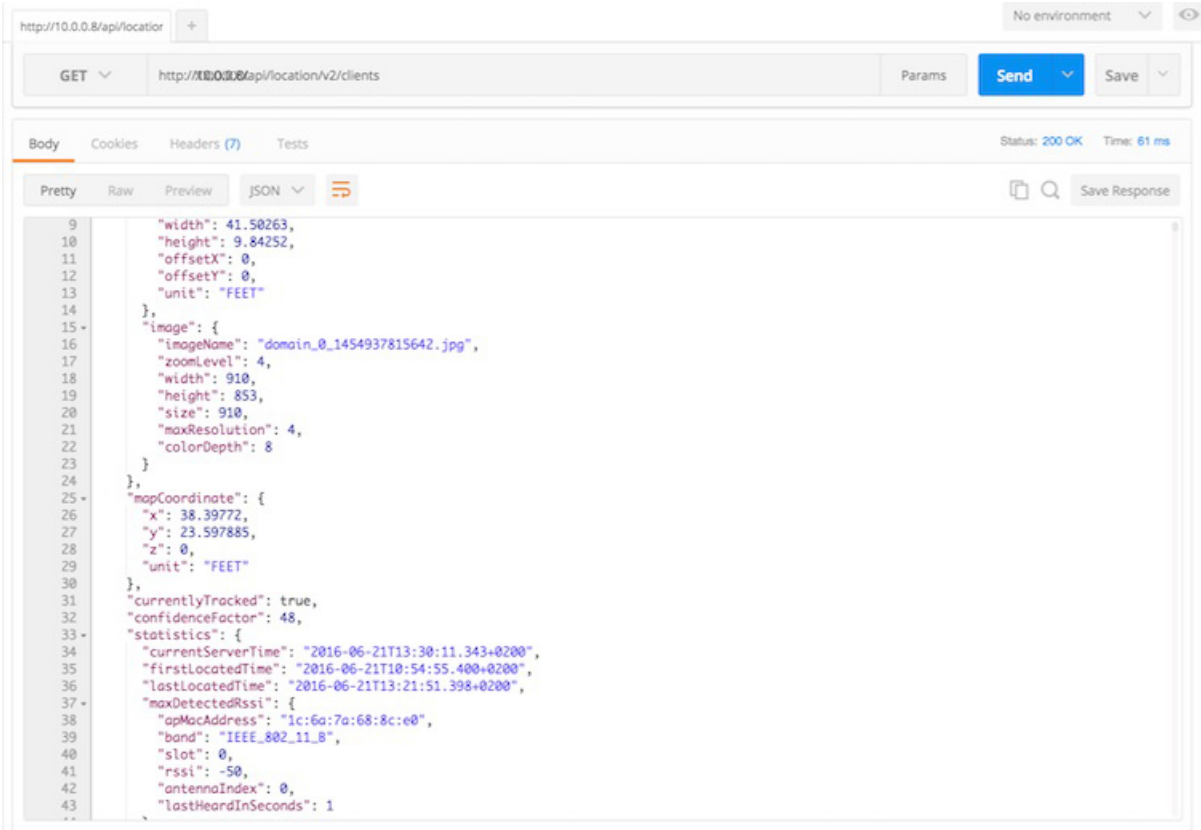 http://10.0.0.8/api/locatior +
No environment
GET http://10.0.0.8/api/location/v2/clients Params Send Save
Body Cookies Headers (7) Tests Status: 200 OK Time: 61 ms
Pretty Raw Preview JSON Save Response
9 "width": 41.50263,
10 "height": 9.84252,
11 "offsetX": 0,
12 "offsetY": 0,
13 "unit": "FEET"
14 },
15 "image": {
16 "imageName": "domain_0_1454937815642.jpg",
17 "zoomLevel": 4,
18 "width": 910,
19 "height": 853,
20 "size": 910,
21 "maxResolution": 4,
22 "colorDepth": 8
23 }
24 },
25 "mapCoordinate": {
26 "x": 38.39772,
27 "y": 23.597885,
28 "z": 0,
29 "unit": "FEET"
30 },
31 "currentlyTracked": true,
32 "confidenceFactor": 48,
33 "statistics": {
34 "currentServerTime": "2016-06-21T13:30:11.343+0200",
35 "firstLocatedTime": "2016-06-21T10:54:55.400+0200",
36 "lastLocatedTime": "2016-06-21T13:21:51.398+0200",
37 "maxDetectedRssi": {
38 "apMacAddress": "1c:6a:7a:68:8c:e0",
39 "band": "IEEE_802_11_B",
40 "slot": 0,
41 "rssi": -50,
42 "antennaIndex": 0,
43 "lastHeardInSeconds": 1